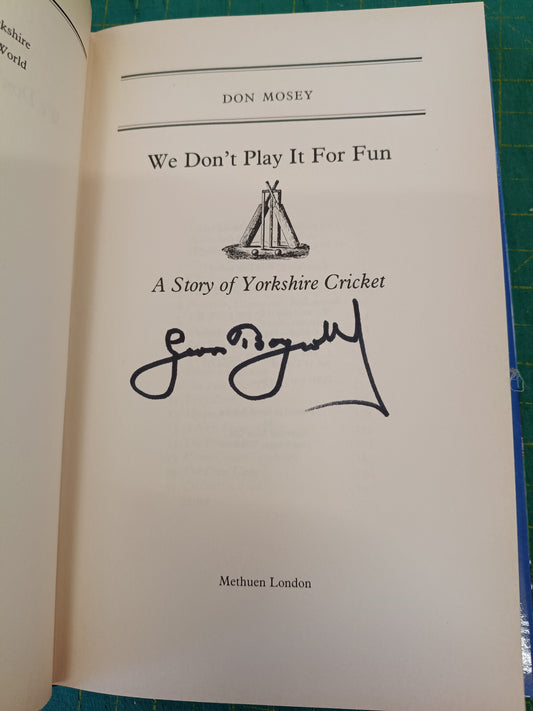 kshire
World
DON MOSEY
We Don't Play It For Fun
A Story of Yorkshire Cricket
Methuen London